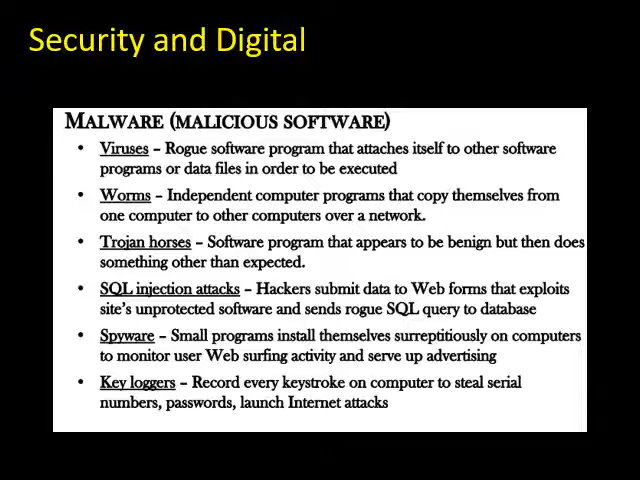 Security and Digital
MALWARE (MALICIOUS SOFTWARE)
• Viruses – Rogue software program that attaches itself to other software
programs or data files in order to be executed
• Worms – Independent computer programs that copy themselves from
one computer to other computers over a network.
• Trojan horses – Software program that appears to be benign but then does
something other than expected.
• SQL injection attacks – Hackers submit data to Web forms that exploits
site's unprotected software and sends rogue SQL query to database
• Spyware – Small programs install themselves surreptitiously on computers
to monitor user Web surfing activity and serve up advertising
• Key loggers – Record every keystroke on computer to steal serial
numbers, passwords, launch Internet attacks